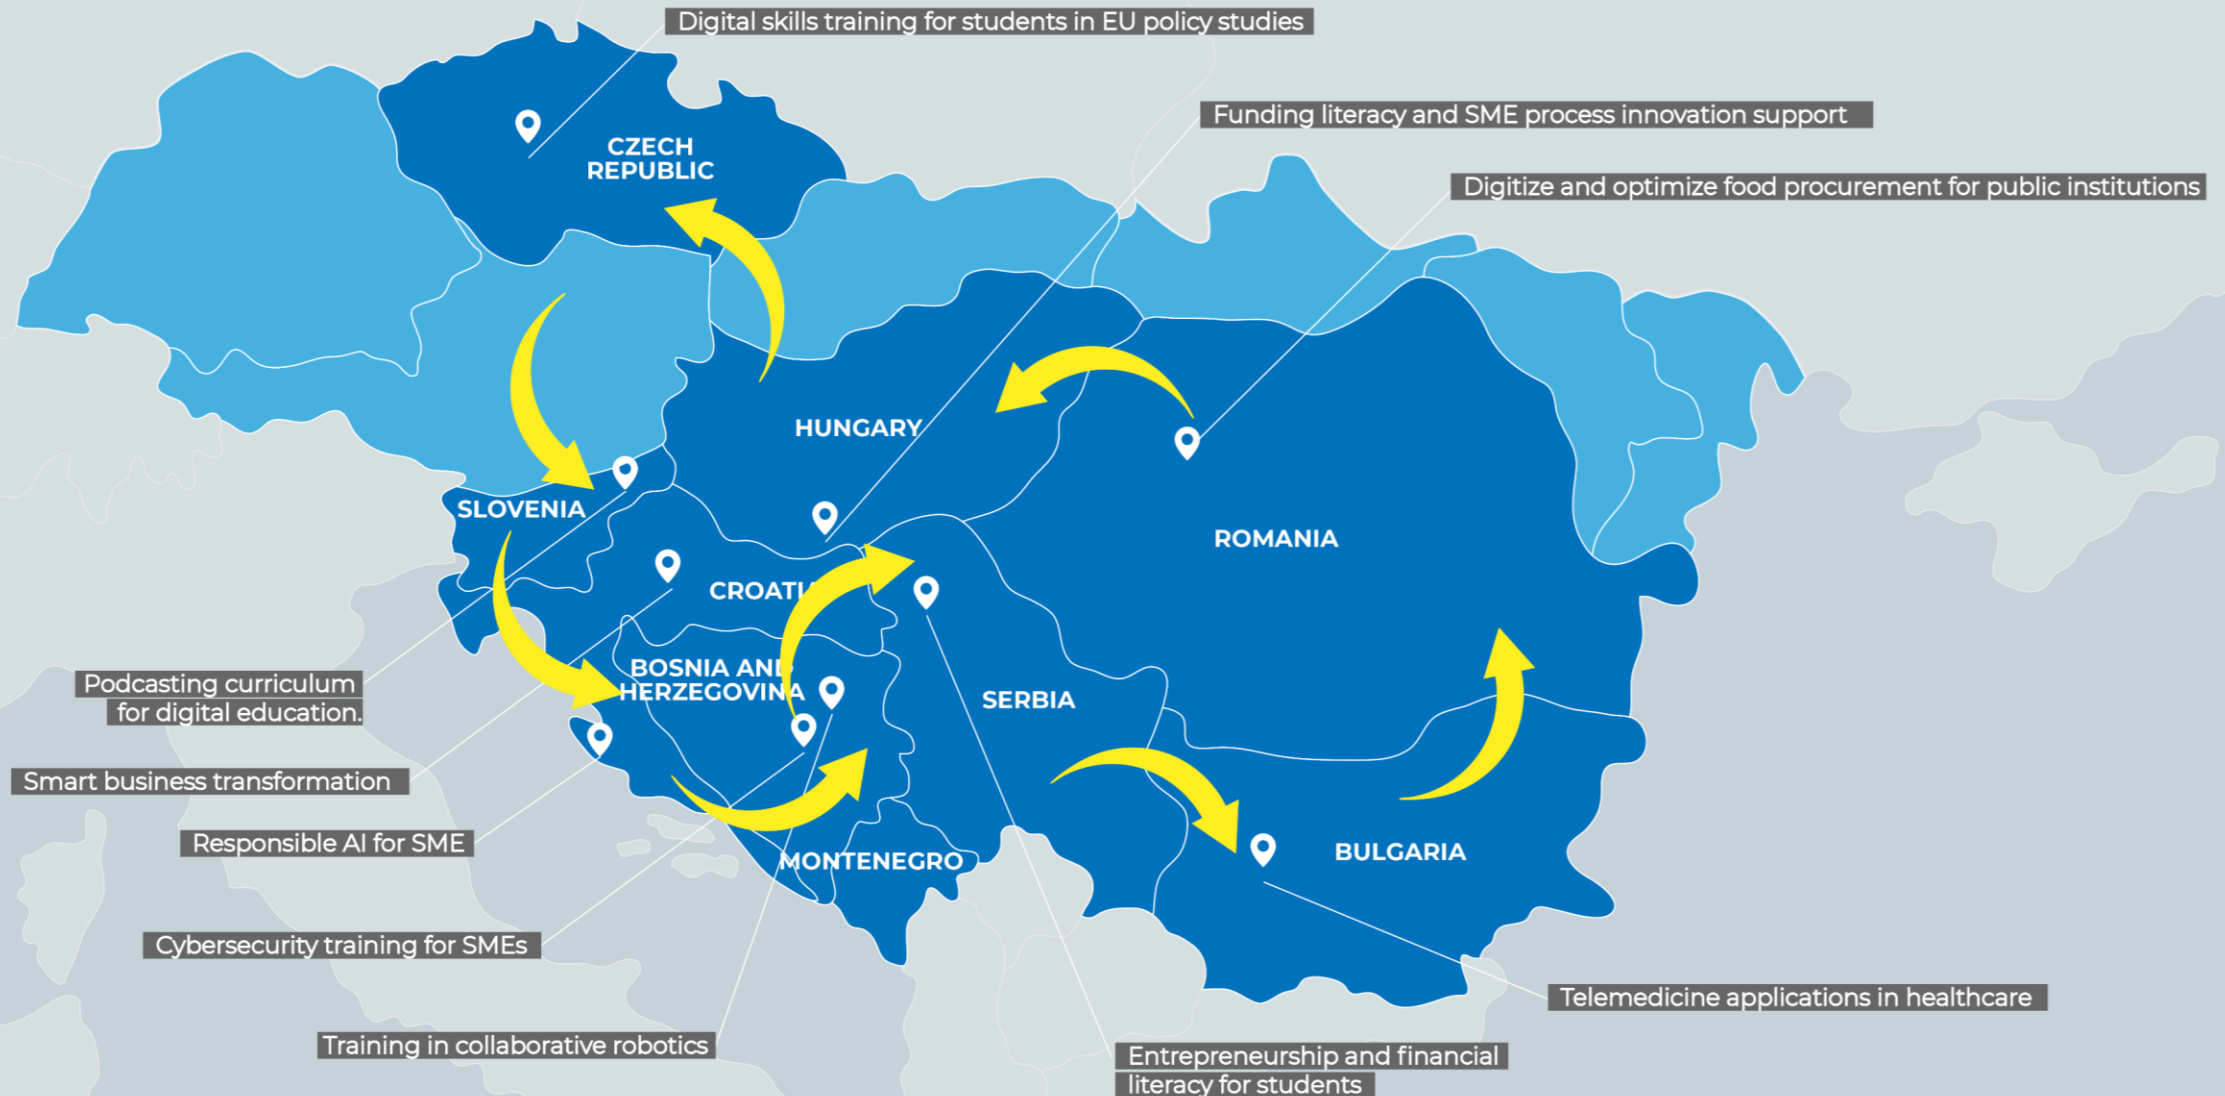 Digital skills training for students in EU policy studies
Funding literacy and SME process innovation support
CZECH
REPUBLIC
Digitize and optimize food procurement for public institutions
HUNGARY
SLOVENIA
ROMANIA
CROATIA
BOSNIA AND
HERZEGOVINA
SERBIA
Podcasting curriculum
for digital education.
Smart business transformation
Responsible AI for SME
MONTENEGRO
BULGARIA
Cybersecurity training for SMEs
Telemedicine applications in healthcare
Training in collaborative robotics
Entrepreneurship and financial
literacy for students